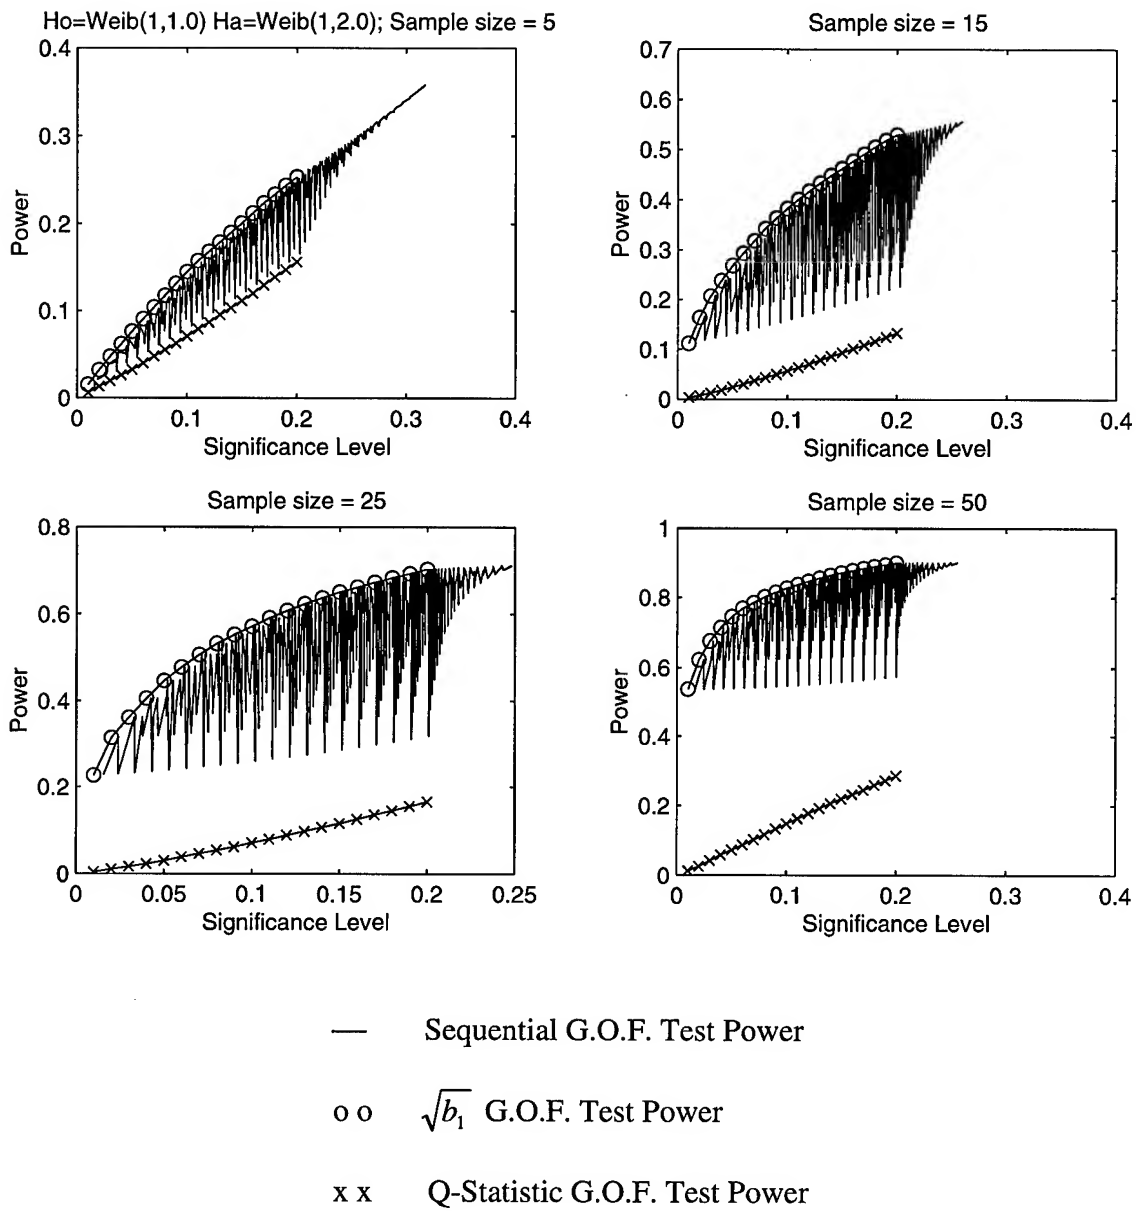 Ho=Weib(1,1.0) Ha=Weib(1,2.0); Sample size = 5
0.4
0.3
0.2
0.1
0
Power
0.1
0.2
0.3
0.4
Significance Level
Sample size = 15
0.7
0.6
0.5
0.4
0.3
0.2
0.1
0
Power
0
0.1
0.2
0.3
0.4
Significance Level
Sample size = 25
0.8
0.6
0.4
0.2
0
Power
0
0.05
0.1
0.15
0.2
0.25
Significance Level
Sample size = 50
1
0.8
0.6
0.4
0.2
0
Power
0
0.1
0.2
0.3
0.4
Significance Level
— Sequential G.O.F. Test Power
o o √b₁ G.O.F. Test Power
x x Q-Statistic G.O.F. Test Power